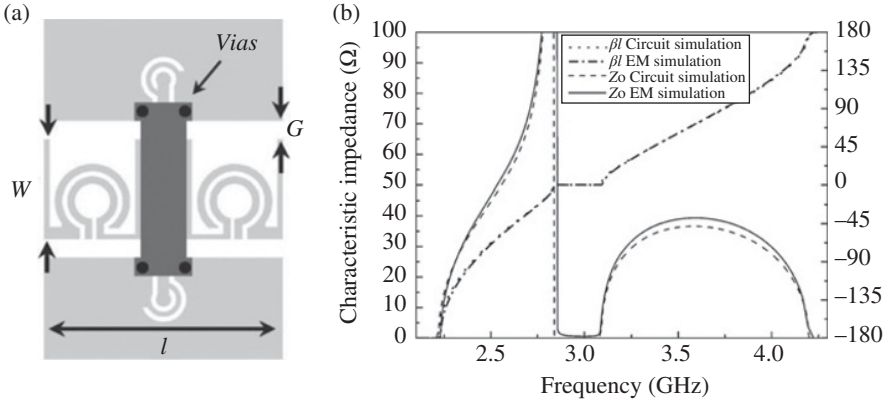 (a)
Vias
G
W
l
(b)
Characteristic impedance (Ω)
100
90
80
70
60
50
40
30
20
10
0
βl Circuit simulation
βl EM simulation
Zo Circuit simulation
Zo EM simulation
180
135
90
45
0
−45
−90
−135
−180
2.5 3.0 3.5 4.0
Frequency (GHz)